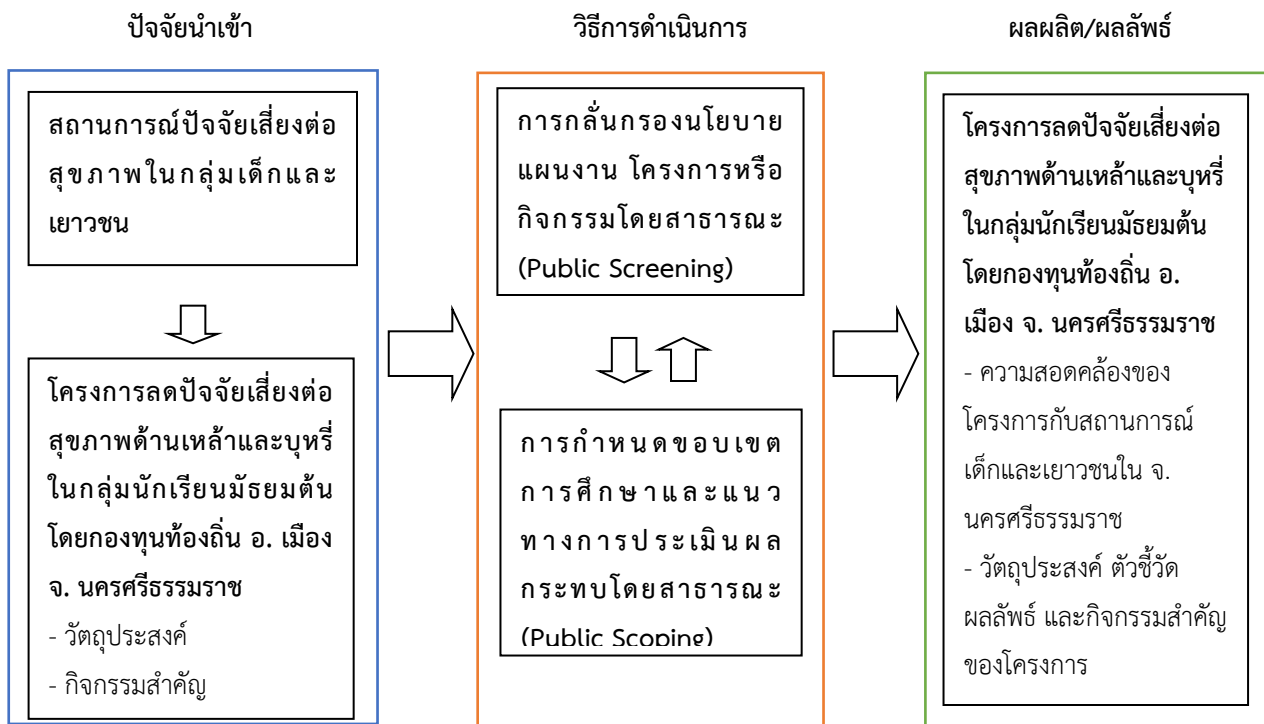 ปัจจัยนำเข้า
วิธีการดำเนินการ
ผลผลิต/ผลลัพธ์
สถานการณ์ปัจจัยเสี่ยงต่อ
สุขภาพในกลุ่มเด็กและ
เยาวชน
โครงการลดปัจจัยเสี่ยงต่อ
สุขภาพด้านเหล้าและบุหรี่
ในกลุ่มนักเรียนมัธยมต้น
โดยกองทุนท้องถิ่น อ. เมือง
จ. นครศรีธรรมราช
- วัตถุประสงค์
- กิจกรรมสำคัญ
การกลั่นกรองนโยบาย
แผนงาน โครงการหรือ
กิจกรรมโดยสาธารณะ
(Public Screening)
การกำหนดขอบเขต
การศึกษาและแนว
ทางการประเมินผล
กระทบโดยสาธารณะ
(Public Scoping)
โครงการลดปัจจัยเสี่ยงต่อ
สุขภาพด้านเหล้าและบุหรี่
ในกลุ่มนักเรียนมัธยมต้น
โดยกองทุนท้องถิ่น อ.
เมือง จ. นครศรีธรรมราช
- ความสอดคล้องของ
โครงการกับสถานการณ์
เด็กและเยาวชนใน จ.
นครศรีธรรมราช
- วัตถุประสงค์ ตัวชี้วัด
ผลลัพธ์ และกิจกรรมสำคัญ
ของโครงการ